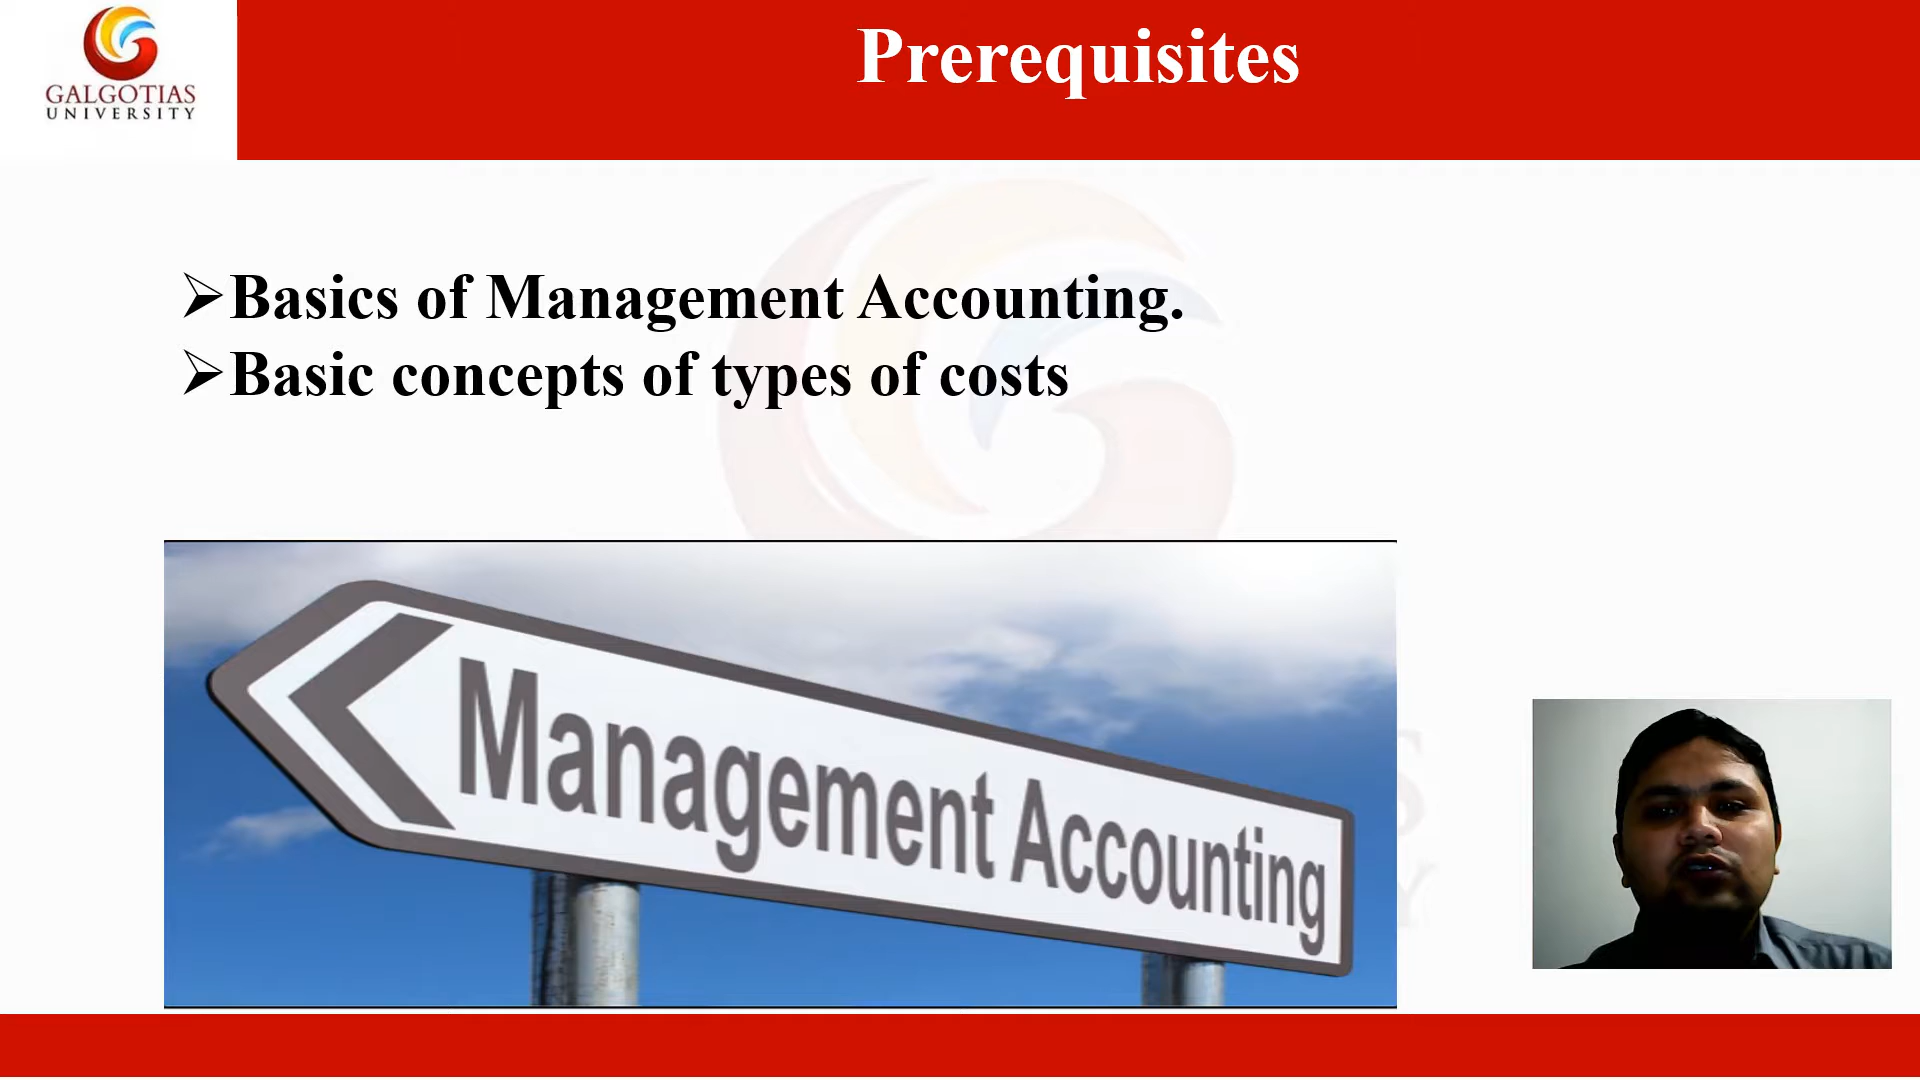 GALGOTIAS
UNIVERSITY
Prerequisites
➢Basics of Management Accounting.
➢Basic concepts of types of costs
Management Accounting